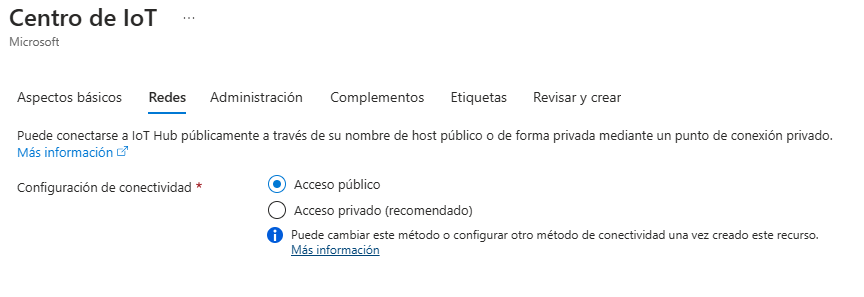 Centro de IoT ...
Microsoft
Aspectos básicos Redes Administración Complementos Etiquetas Revisar y crear
Puede conectarse a IoT Hub públicamente a través de su nombre de host público o de forma privada mediante un punto de conexión privado.
Más información
Configuración de conectividad *
Acceso público
Acceso privado (recomendado)
Puede cambiar este método o configurar otro método de conectividad una vez creado este recurso.
Más información